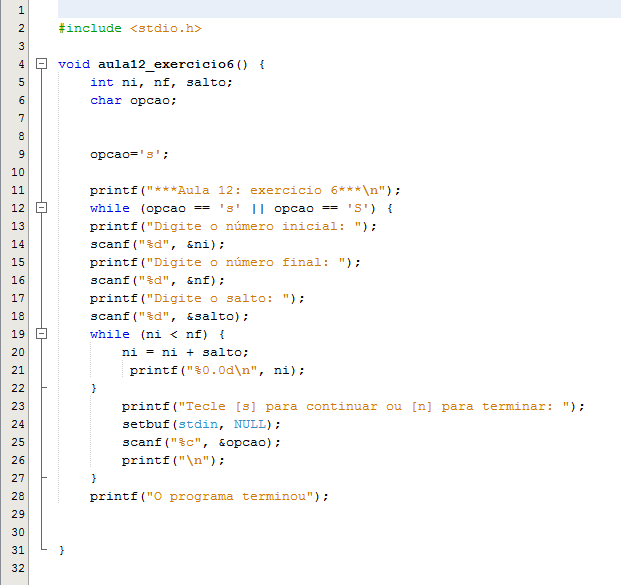 1
2 #include <stdio.h>
3
4 void aula12_exercicio6() {
5 int ni, nf, salto;
6 char opcao;
7
8
9 opcao='s';
10
11 printf("***Aula 12: exercicio 6***\n");
12 while (opcao == 's' || opcao == 'S') {
13 printf("Digite o número inicial: ");
14 scanf("%d", &ni);
15 printf("Digite o número final: ");
16 scanf("%d", &nf);
17 printf("Digite o salto: ");
18 scanf("%d", &salto);
19 while (ni < nf) {
20 ni = ni + salto;
21 printf("%0.0d\n", ni);
22 }
23 printf("Tecle [s] para continuar ou [n] para terminar: ");
24 setbuf(stdin, NULL);
25 scanf("%c", &opcao);
26 printf("\n");
27 }
28 printf("O programa terminou");
29
30
31 }
32